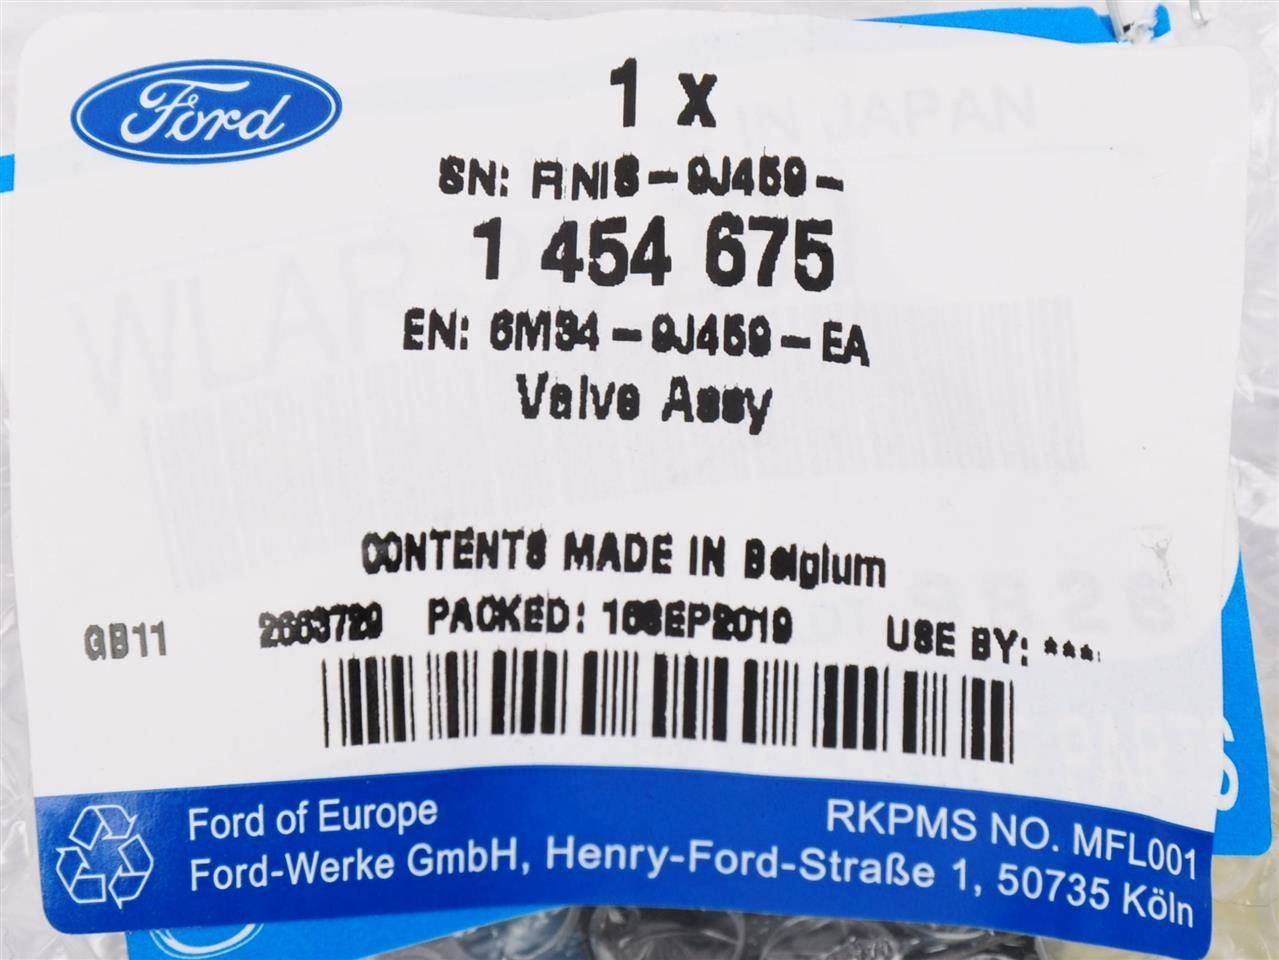 Ford
1 x
SN: RNIS-9J459-
1 454 675
EN: 6M34-9J459-EA
Valve Assy
CONTENTS MADE IN Belgium
GB11 2663729 PACKED: 16SEP2019 USE BY: ***
Ford of Europe
RKPMS NO. MFL001
Ford-Werke GmbH, Henry-Ford-Straße 1, 50735 Köln